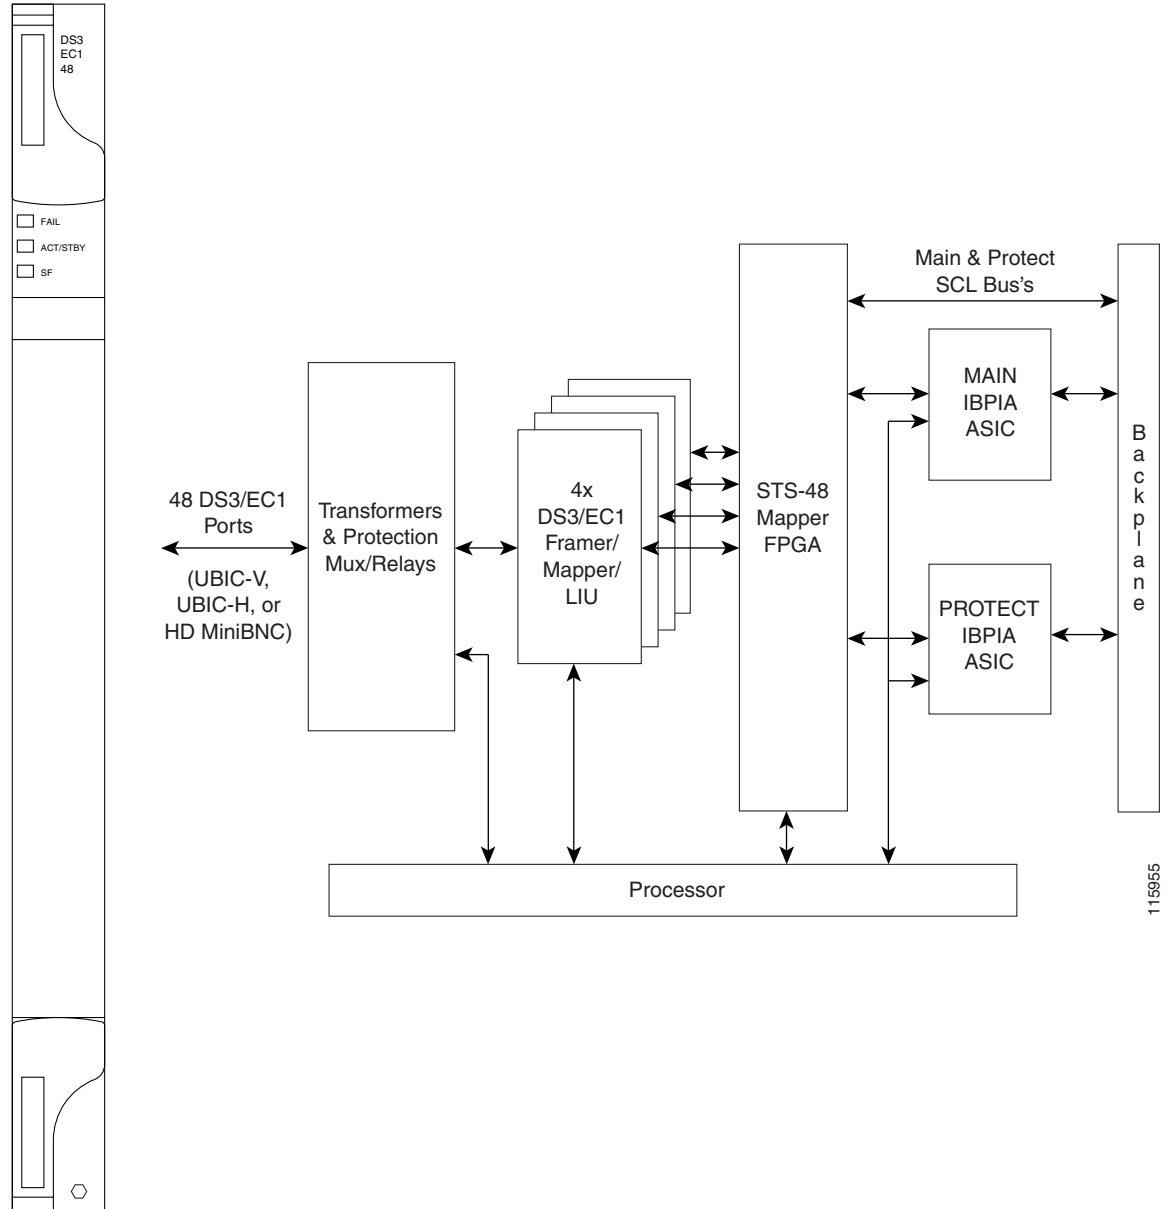 DS3
EC1
48
FAIL
ACT/STBY
SF
48 DS3/EC1
Ports
(UBIC-V,
UBIC-H, or
HD MiniBNC)
Transformers
& Protection
Mux/Relays
4x
DS3/EC1
Framer/
Mapper/
LIU
STS-48
Mapper
FPGA
Main & Protect
SCL Bus's
MAIN
IBPIA
ASIC
PROTECT
IBPIA
ASIC
Backplane
Processor
115955